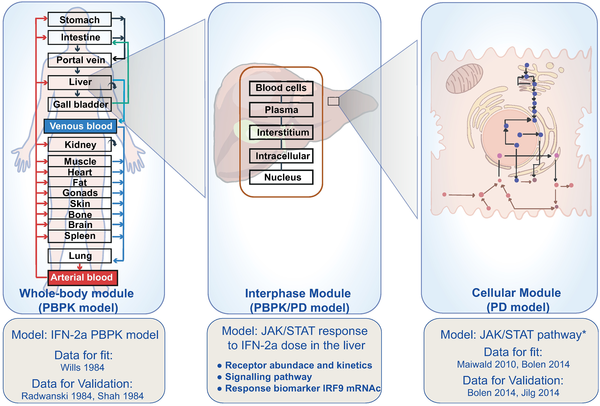 Stomach
Intestine
Portal vein
Liver
Gall bladder
Venous blood
Kidney
Muscle
Heart
Fat
Gonads
Skin
Bone
Brain
Spleen
Lung
Arterial blood
Whole-body module
(PBPK model)
Blood cells
Plasma
Interstitium
Intracellular
Nucleus
Interphase Module
(PBPK/PD model)
Cellular Module
(PD model)
Model: IFN-2a PBPK model
Data for fit:
Wills 1984
Data for Validation:
Radwanski 1984, Shah 1984
Model: JAK/STAT response
to IFN-2a dose in the liver
● Receptor abundace and kinetics
● Signalling pathway
● Response biomarker IRF9 mRNAc
Model: JAK/STAT pathway*
Data for fit:
Maiwald 2010, Bolen 2014
Data for Validation:
Bolen 2014, Jilg 2014